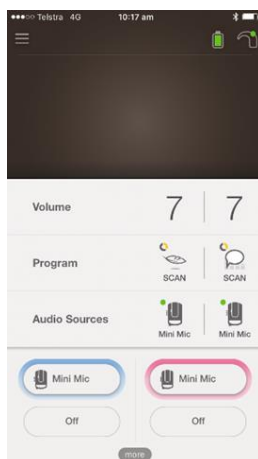 Telstra 4G 10:17 am
Volume 7 7
Program SCAN SCAN
Audio Sources Mini Mic Mini Mic
Mini Mic Mini Mic
Off Off
more